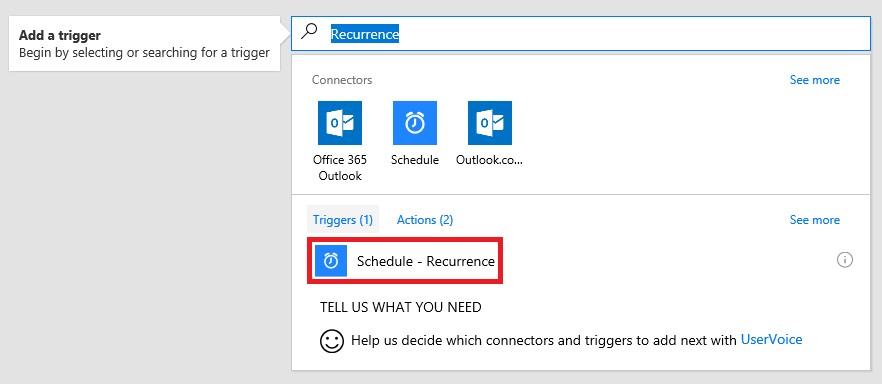 Add a trigger
Begin by selecting or searching for a trigger
Recurrence
Connectors
See more
Office 365
Outlook
Schedule
Outlook.co...
Triggers (1)
Actions (2)
See more
Schedule - Recurrence
TELL US WHAT YOU NEED
Help us decide which connectors and triggers to add next with UserVoice